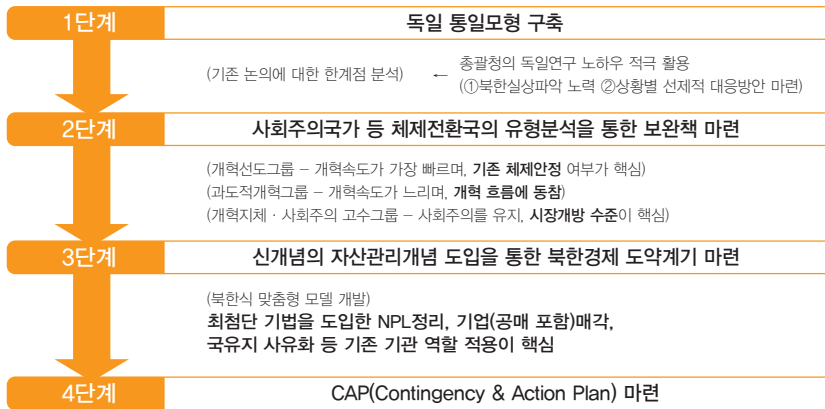 1단계 독일 통일모형 구축
(기존 논의에 대한 한계점 분석) ← 총괄청의 독일연구 노하우 적극 활용
(①북한실상파악 노력 ②상황별 선제적 대응방안 마련)
2단계 사회주의국가 등 체제전환국의 유형분석을 통한 보완책 마련
(개혁선도그룹 – 개혁속도가 가장 빠르며, 기존 체제안정 여부가 핵심)
(과도적개혁그룹 – 개혁속도가 느리며, 개혁 흐름에 동참)
(개혁지체 · 사회주의 고수그룹 – 사회주의를 유지, 시장개방 수준이 핵심)
3단계 신개념의 자산관리개념 도입을 통한 북한경제 도약계기 마련
(북한식 맞춤형 모델 개발)
최첨단 기법을 도입한 NPL정리, 기업(공매 포함)매각,
국유지 사유화 등 기존 기관 역할 적용이 핵심
4단계 CAP(Contingency & Action Plan) 마련